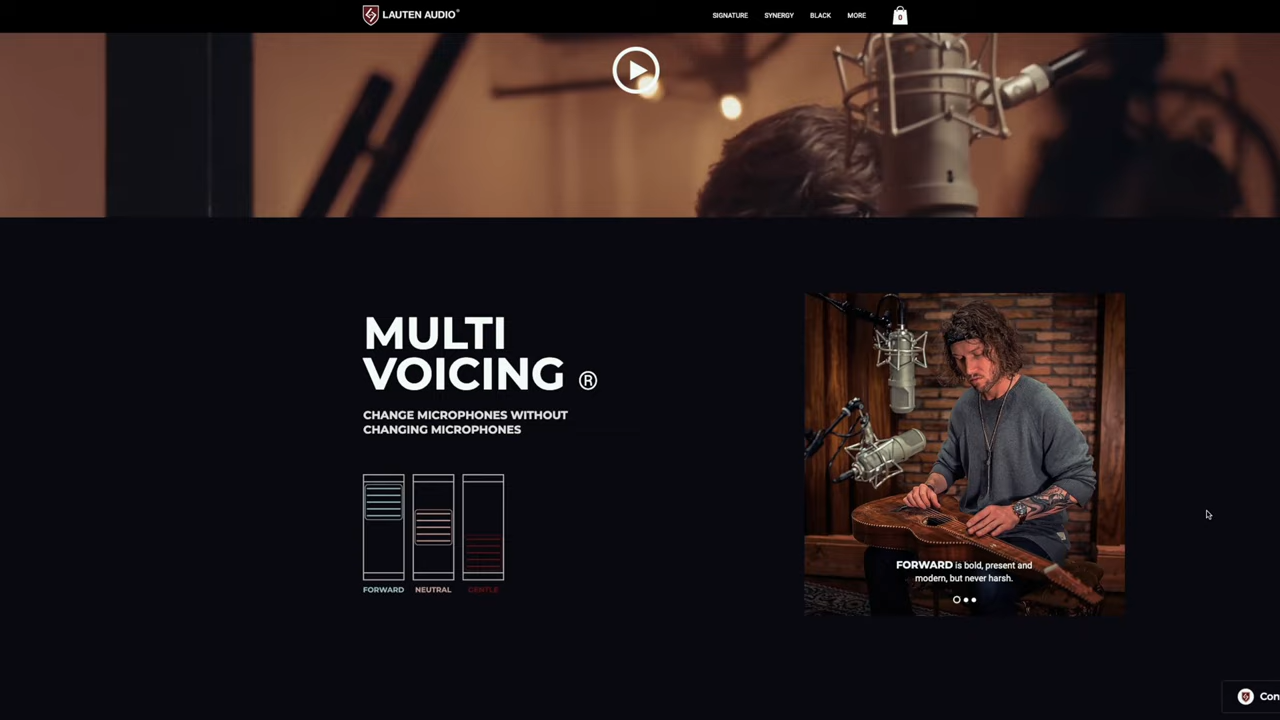 LAUTEN AUDIO®
SIGNATURE SYNERGY BLACK MORE 0
MULTI
VOICING ®
CHANGE MICROPHONES WITHOUT
CHANGING MICROPHONES
FORWARD NEUTRAL GENTLE
FORWARD is bold, present and
modern, but never harsh.